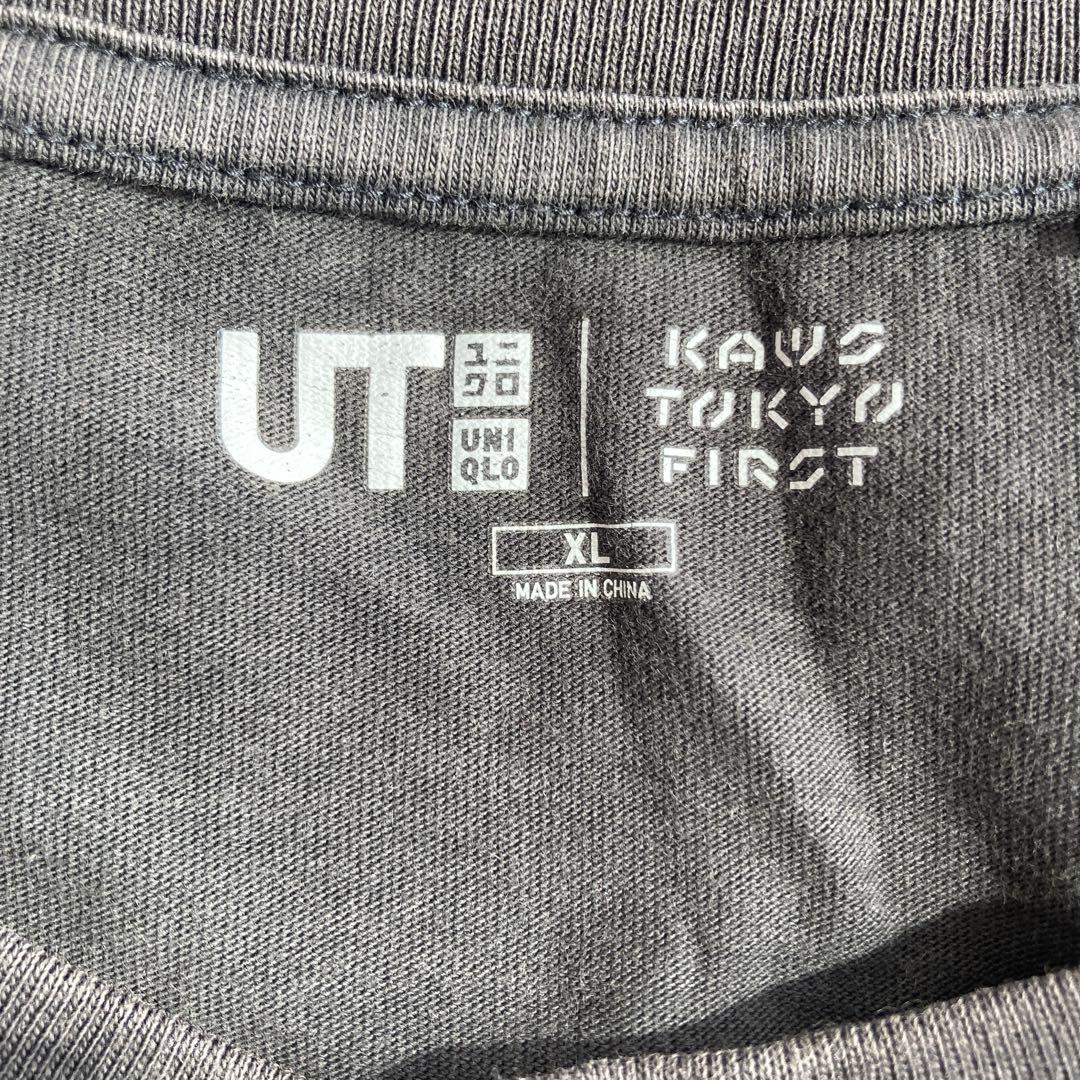 UT
ユニ
クロ
UNI
QLO
KAWS
TOKYO
FIRST
XL
MADE IN CHINA